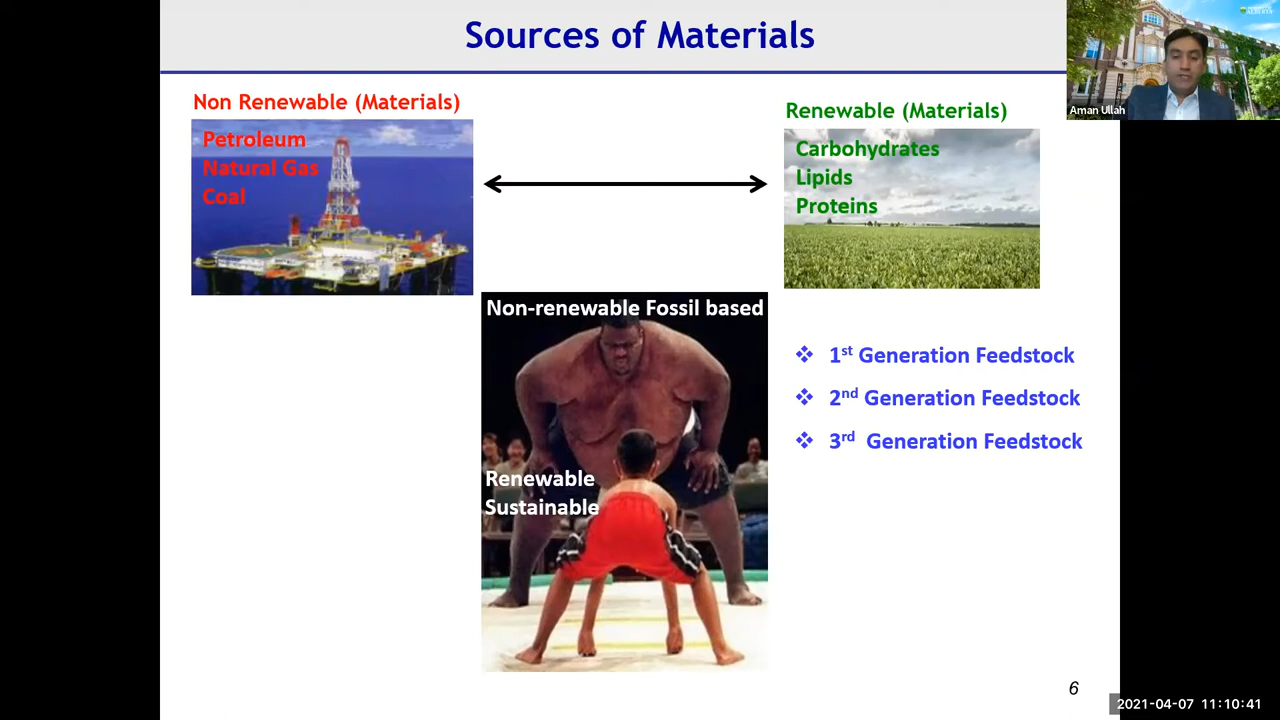 Sources of Materials
Non Renewable (Materials)
Petroleum
Natural Gas
Coal
Renewable (Materials)
Carbohydrates
Lipids
Proteins
Non-renewable Fossil based
Renewable
Sustainable
❖ 1st Generation Feedstock
❖ 2nd Generation Feedstock
❖ 3rd Generation Feedstock
6
Aman Ullah
2021-04-07 11:10:41